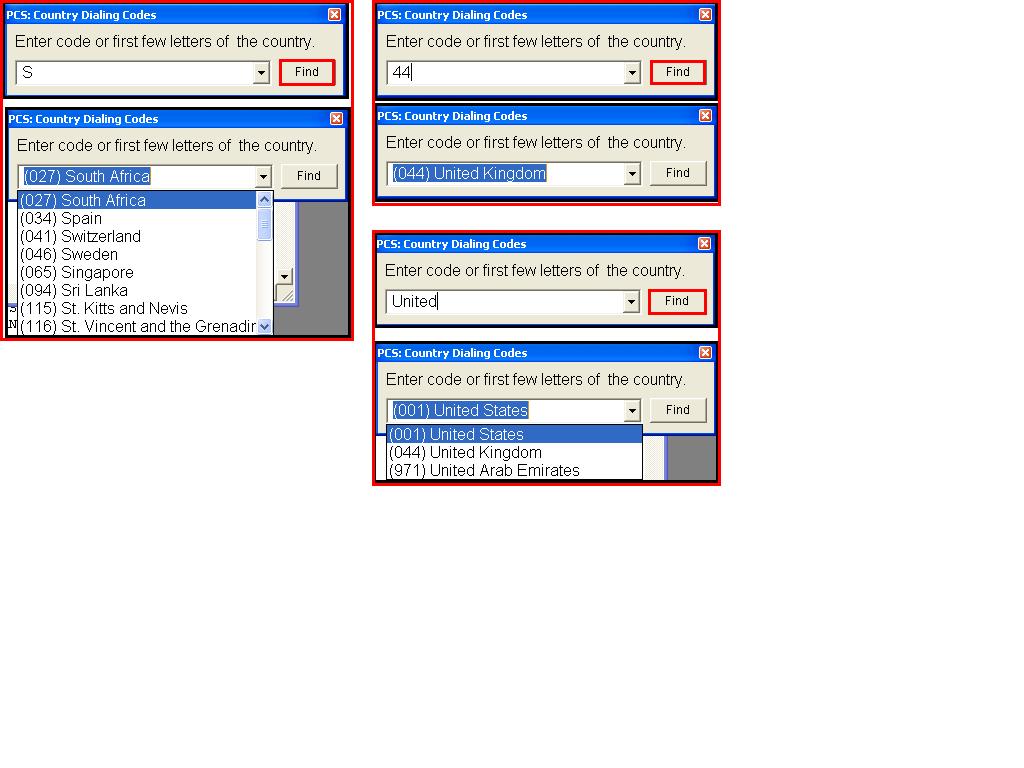 PCS: Country Dialing Codes
Enter code or first few letters of the country.
S
Find
PCS: Country Dialing Codes
Enter code or first few letters of the country.
(027) South Africa
Find
(027) South Africa
(034) Spain
(041) Switzerland
(046) Sweden
(065) Singapore
(094) Sri Lanka
(115) St. Kitts and Nevis
(116) St. Vincent and the Grenadir
N
PCS: Country Dialing Codes
Enter code or first few letters of the country.
44
Find
PCS: Country Dialing Codes
Enter code or first few letters of the country.
(044) United Kingdom
Find
PCS: Country Dialing Codes
Enter code or first few letters of the country.
United
Find
PCS: Country Dialing Codes
Enter code or first few letters of the country.
(001) United States
Find
(001) United States
(044) United Kingdom
(971) United Arab Emirates